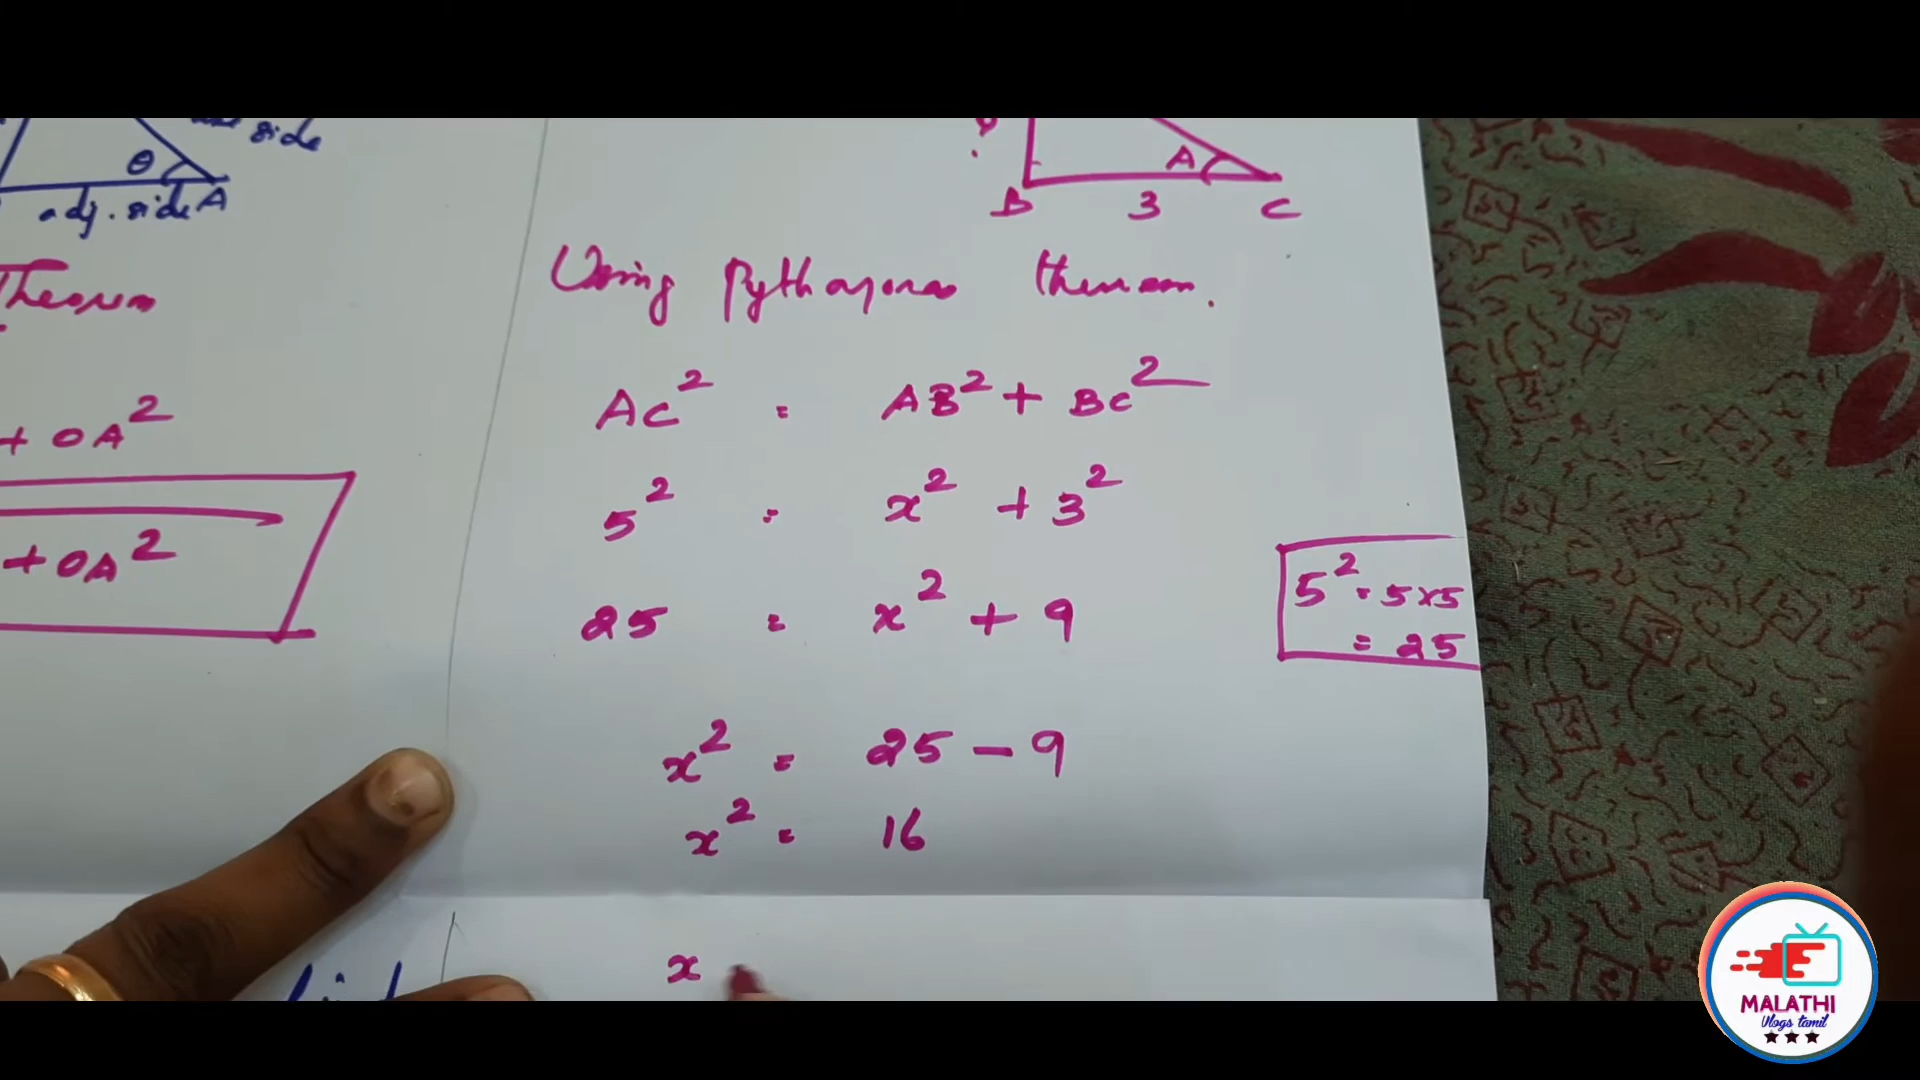 side
θ
adj. side A
Theorem
+ OA²
+ OA²
A
B 3 C
Using Pythagoras theorem.
AC² = AB² + BC²
5² = x² + 3²
25 = x² + 9
x² = 25 - 9
x² = 16
x
5² = 5×5
= 25
MALATHI
Vlogs tamil